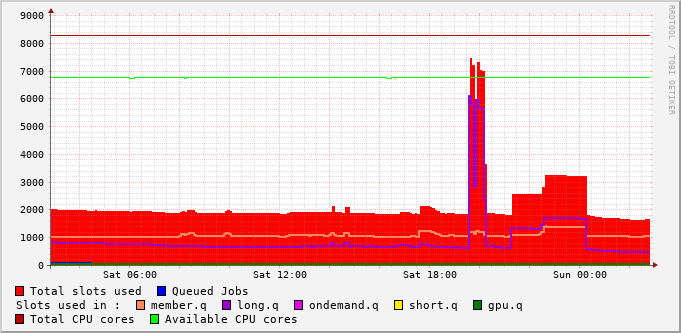 9000
8000
7000
6000
5000
4000
3000
2000
1000
0
Sat 06:00 Sat 12:00 Sat 18:00 Sun 00:00
Total slots used Queued Jobs
Slots used in : member.q long.q ondemand.q short.q gpu.q
Total CPU cores Available CPU cores
RRDTOOL / TOBI OETIKER